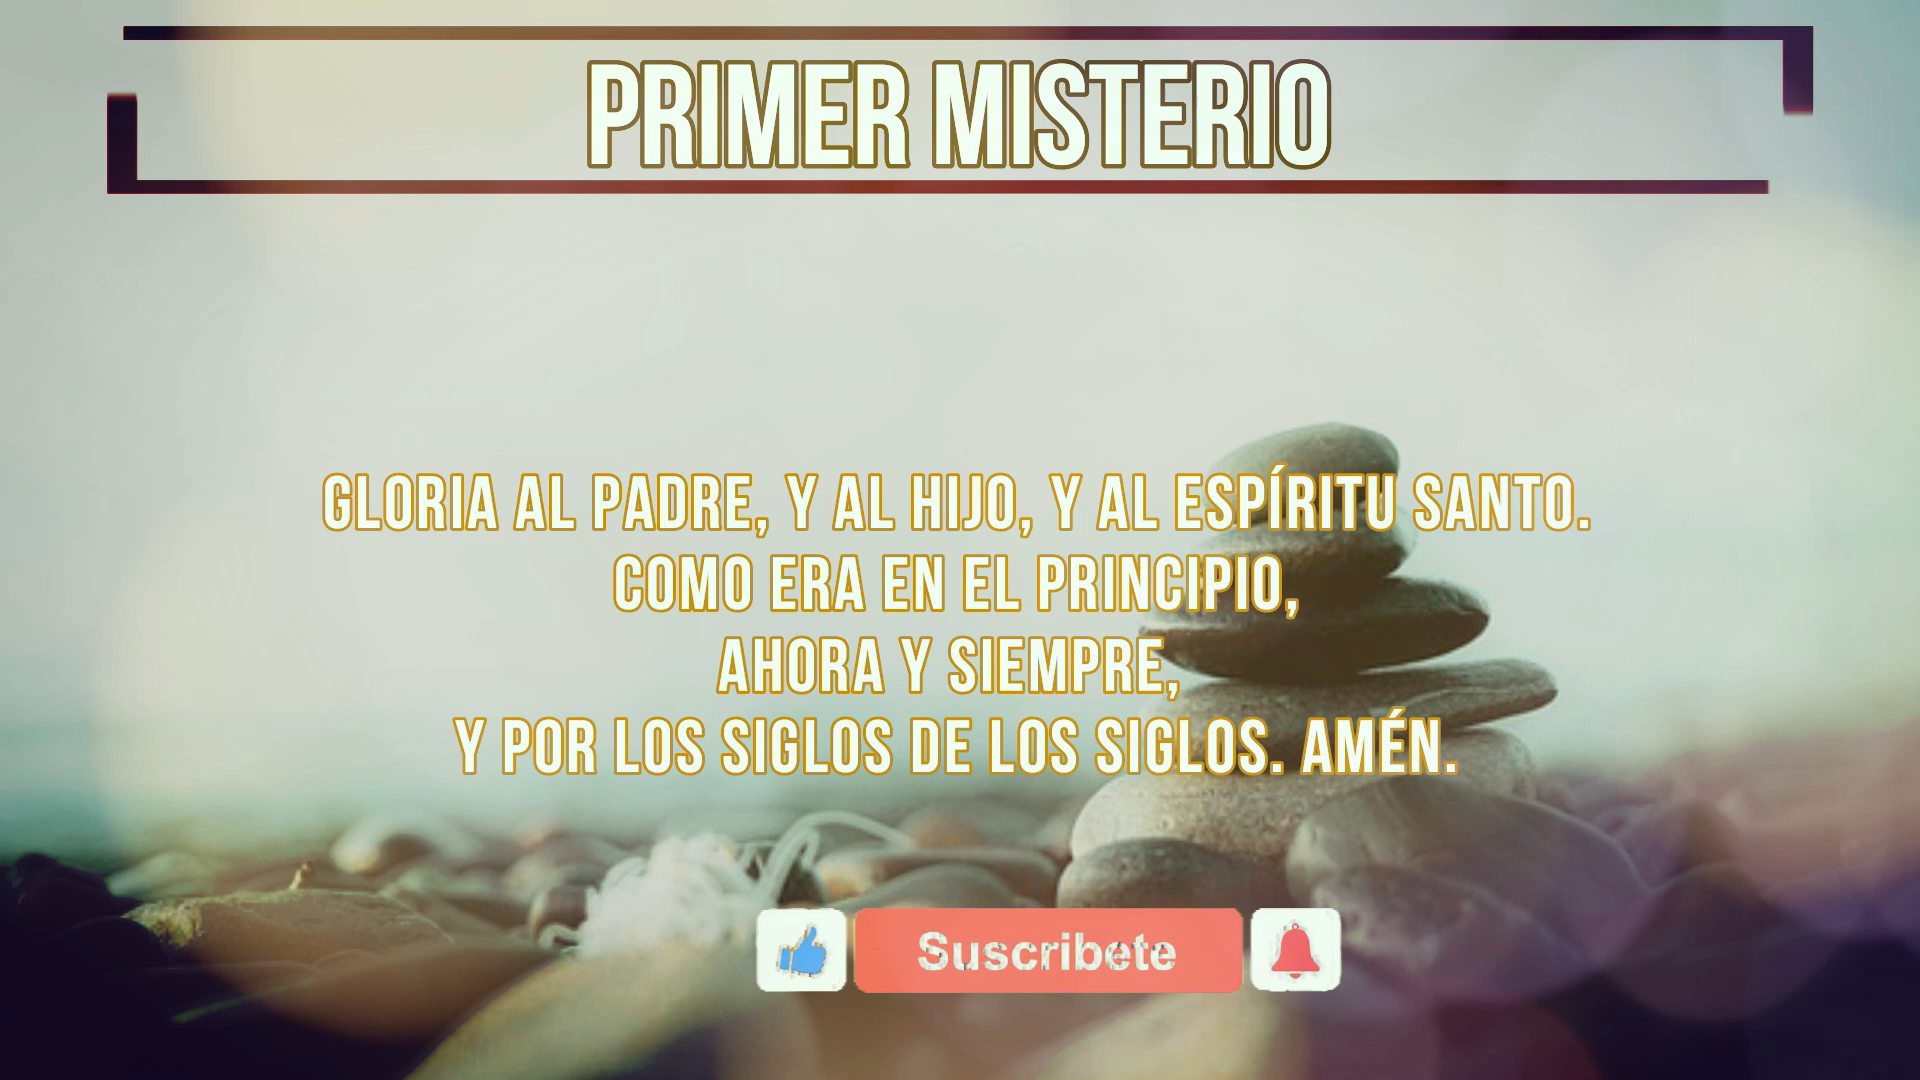 PRIMER MISTERIO
GLORIA AL PADRE, Y AL HIJO, Y AL ESPÍRITU SANTO.
COMO ERA EN EL PRINCIPIO,
AHORA Y SIEMPRE,
Y POR LOS SIGLOS DE LOS SIGLOS. AMÉN.
Suscribete